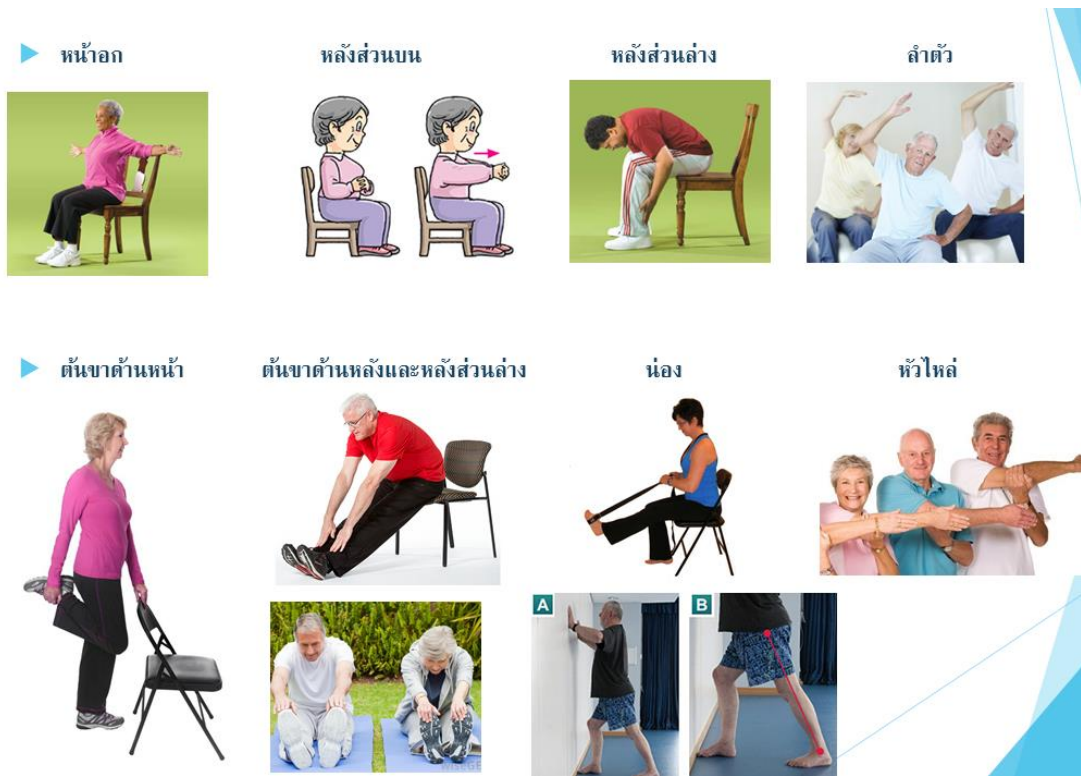 หน้าอก
หลังส่วนบน
หลังส่วนล่าง
ลำตัว
ต้นขาด้านหน้า
ต้นขาด้านหลังและหลังส่วนล่าง
น่อง
หัวไหล่
A
B